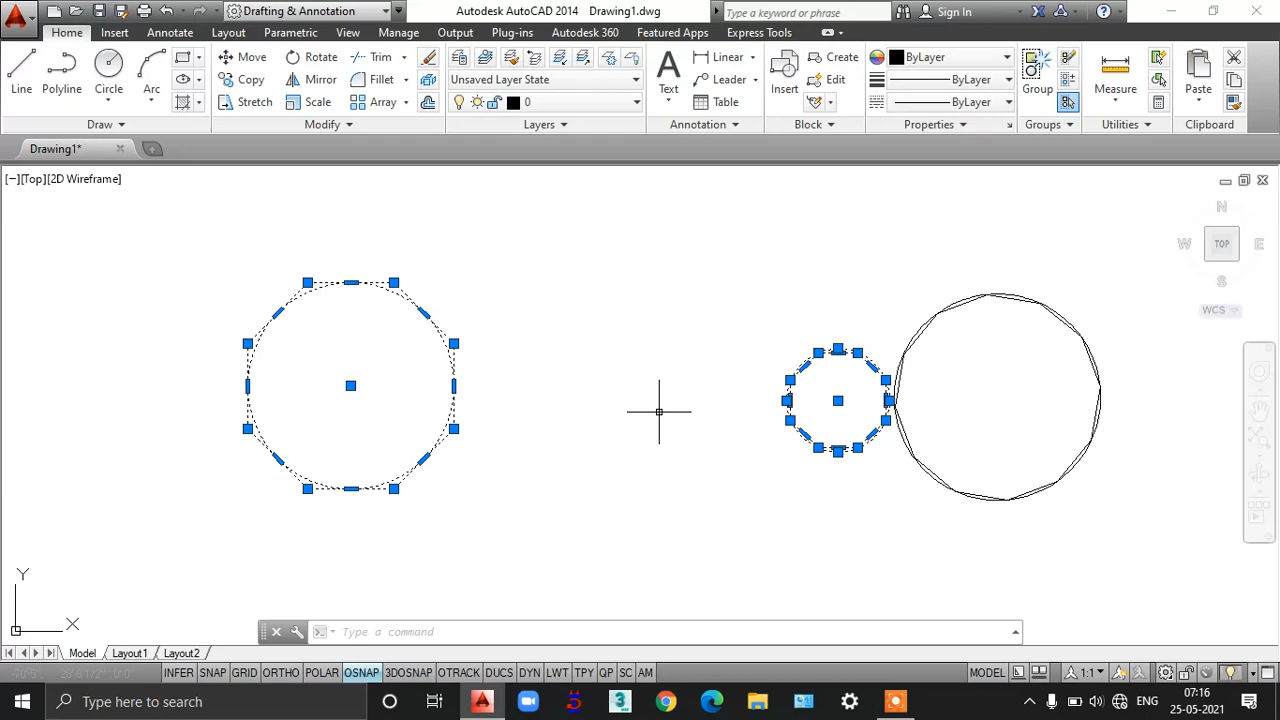 Drafting & Annotation
Autodesk AutoCAD 2014 Drawing1.dwg
Type a keyword or phrase
Sign In
Home Insert Annotate Layout Parametric View Manage Output Plug-ins Autodesk 360 Featured Apps Express Tools
Line Polyline Circle Arc
Move Rotate Trim
Copy Mirror Fillet
Stretch Scale Array
Unsaved Layer State
0
Text
Linear
Leader
Table
Insert
Create
Edit
ByLayer
ByLayer
ByLayer
Group
Measure
Paste
Draw Modify Layers Annotation Block Properties Groups Utilities Clipboard
Drawing1*
[−][Top][2D Wireframe]
N
W TOP E
S
WCS
Y
X
Type a command
Model Layout1 Layout2
INFER SNAP GRID ORTHO POLAR OSNAP 3DOSNAP OTRACK DUCS DYN LWT TPY QP SC AM
MODEL
1:1
Type here to search
ENG
07:16
25-05-2021